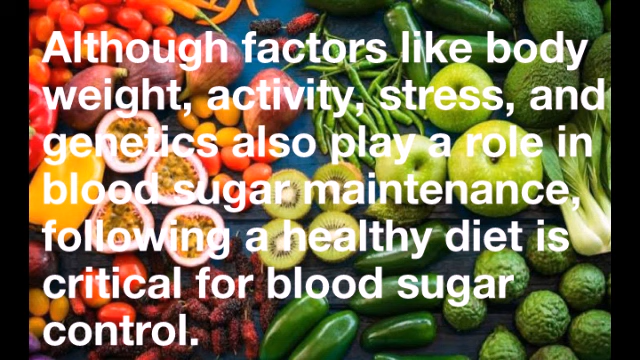 Although factors like body
weight, activity, stress, and
genetics also play a role in
blood sugar maintenance,
following a healthy diet is
critical for blood sugar
control.